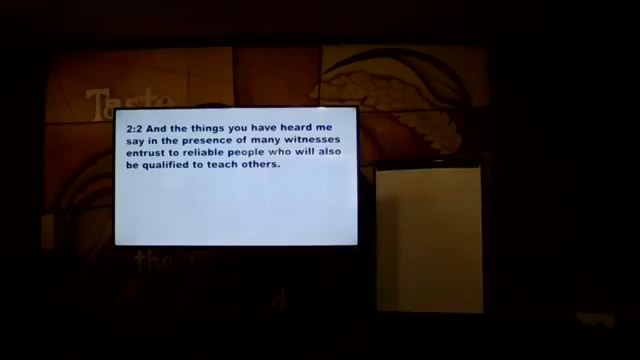 Taste
2:2 And the things you have heard me
say in the presence of many witnesses
entrust to reliable people who will also
be qualified to teach others.
the